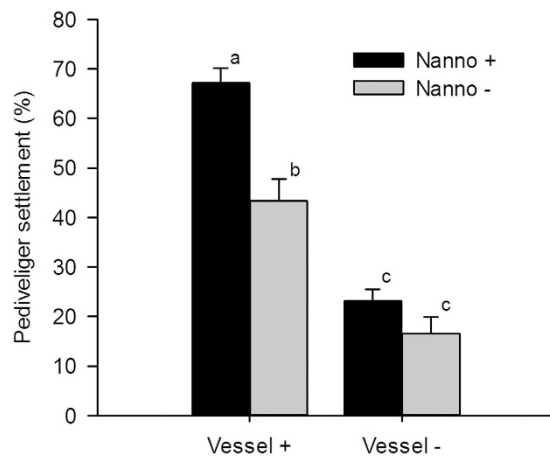 80
70
60
50
40
30
20
10
0
Pediveliger settlement (%)
Nanno +
Nanno -
a
b
c
c
Vessel +
Vessel -